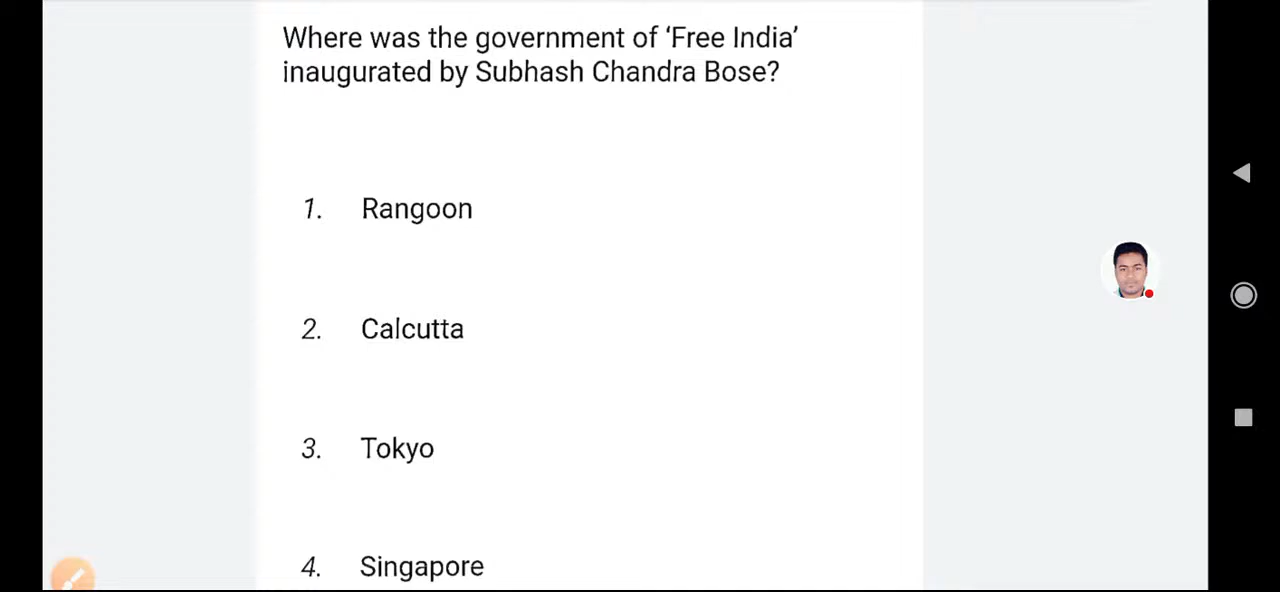 Where was the government of ‘Free India’
inaugurated by Subhash Chandra Bose?
1. Rangoon
2. Calcutta
3. Tokyo
4. Singapore